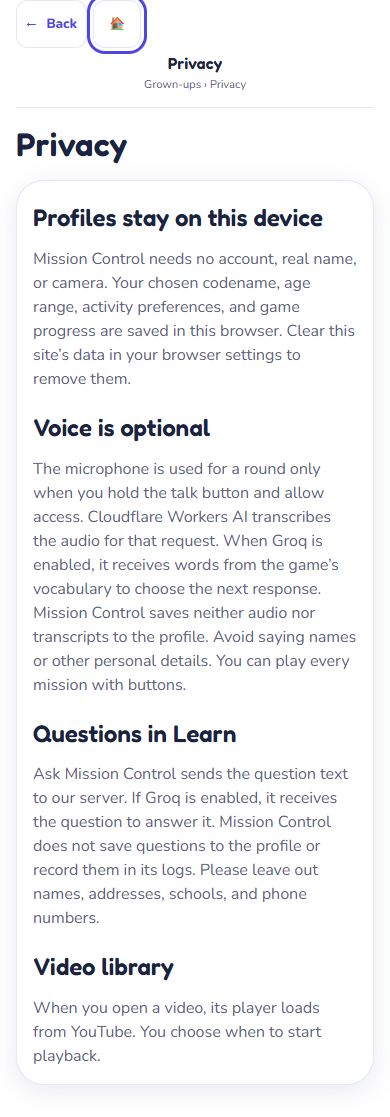 ← Back
Privacy
Grown-ups › Privacy
Privacy
Profiles stay on this device
Mission Control needs no account, real name,
or camera. Your chosen codename, age
range, activity preferences, and game
progress are saved in this browser. Clear this
site's data in your browser settings to
remove them.
Voice is optional
The microphone is used for a round only
when you hold the talk button and allow
access. Cloudflare Workers AI transcribes
the audio for that request. When Groq is
enabled, it receives words from the game's
vocabulary to choose the next response.
Mission Control saves neither audio nor
transcripts to the profile. Avoid saying names
or other personal details. You can play every
mission with buttons.
Questions in Learn
Ask Mission Control sends the question text
to our server. If Groq is enabled, it receives
the question to answer it. Mission Control
does not save questions to the profile or
record them in its logs. Please leave out
names, addresses, schools, and phone
numbers.
Video library
When you open a video, its player loads
from YouTube. You choose when to start
playback.